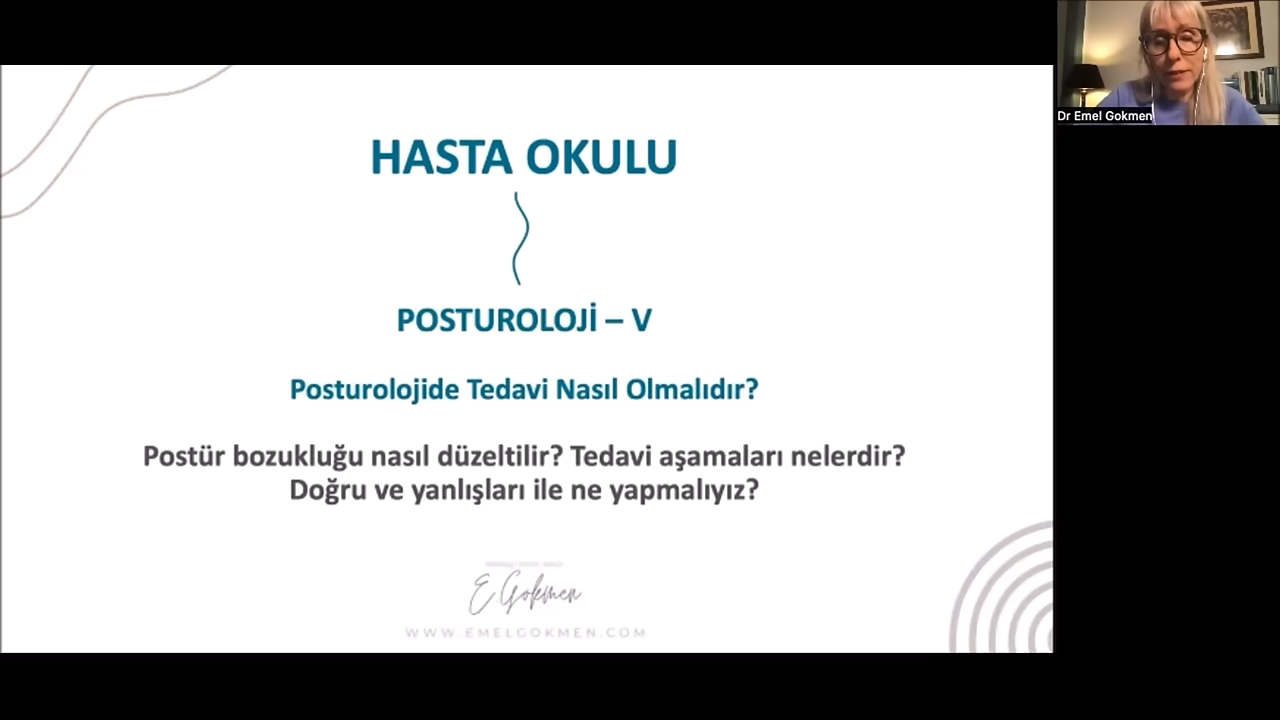 HASTA OKULU
POSTUROLOJİ – V
Posturolojide Tedavi Nasıl Olmalıdır?
Postür bozukluğu nasıl düzeltilir? Tedavi aşamaları nelerdir?
Doğru ve yanlışları ile ne yapmalıyız?
E Gokmen
WWW.EMELGOKMEN.COM
Dr Emel Gokmen